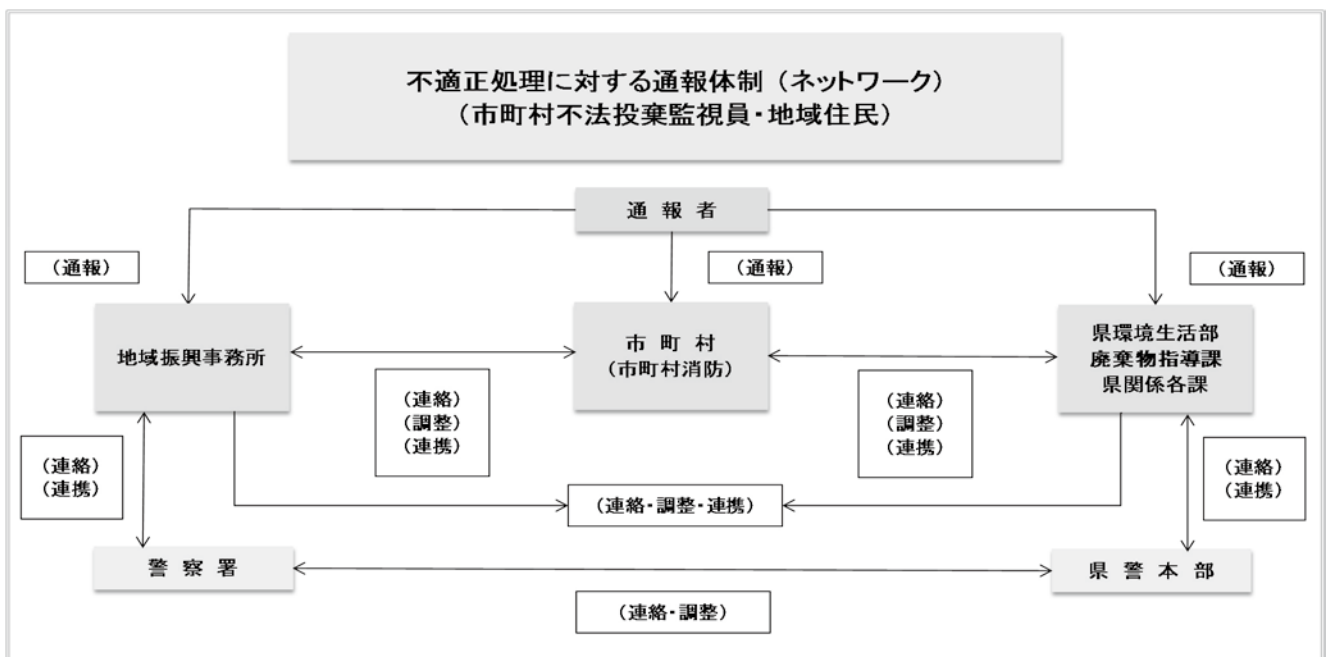 不適正処理に対する通報体制（ネットワーク）
（市町村不法投棄監視員・地域住民）
通 報 者
（通報）
（通報）
（通報）
地域振興事務所
市 町 村
（市町村消防）
県環境生活部
廃棄物指導課
県関係各課
（連絡）
（調整）
（連携）
（連絡）
（調整）
（連携）
（連絡）
（連携）
（連絡）
（連携）
（連絡・調整・連携）
警 察 署
県 警 本 部
（連絡・調整）